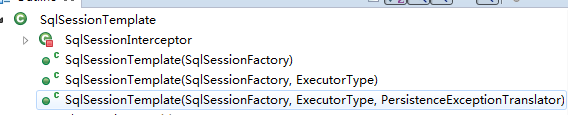 SqlSessionTemplate
SqlSessionInterceptor
SqlSessionTemplate(SqlSessionFactory)
SqlSessionTemplate(SqlSessionFactory, ExecutorType)
SqlSessionTemplate(SqlSessionFactory, ExecutorType, PersistenceExceptionTranslator)